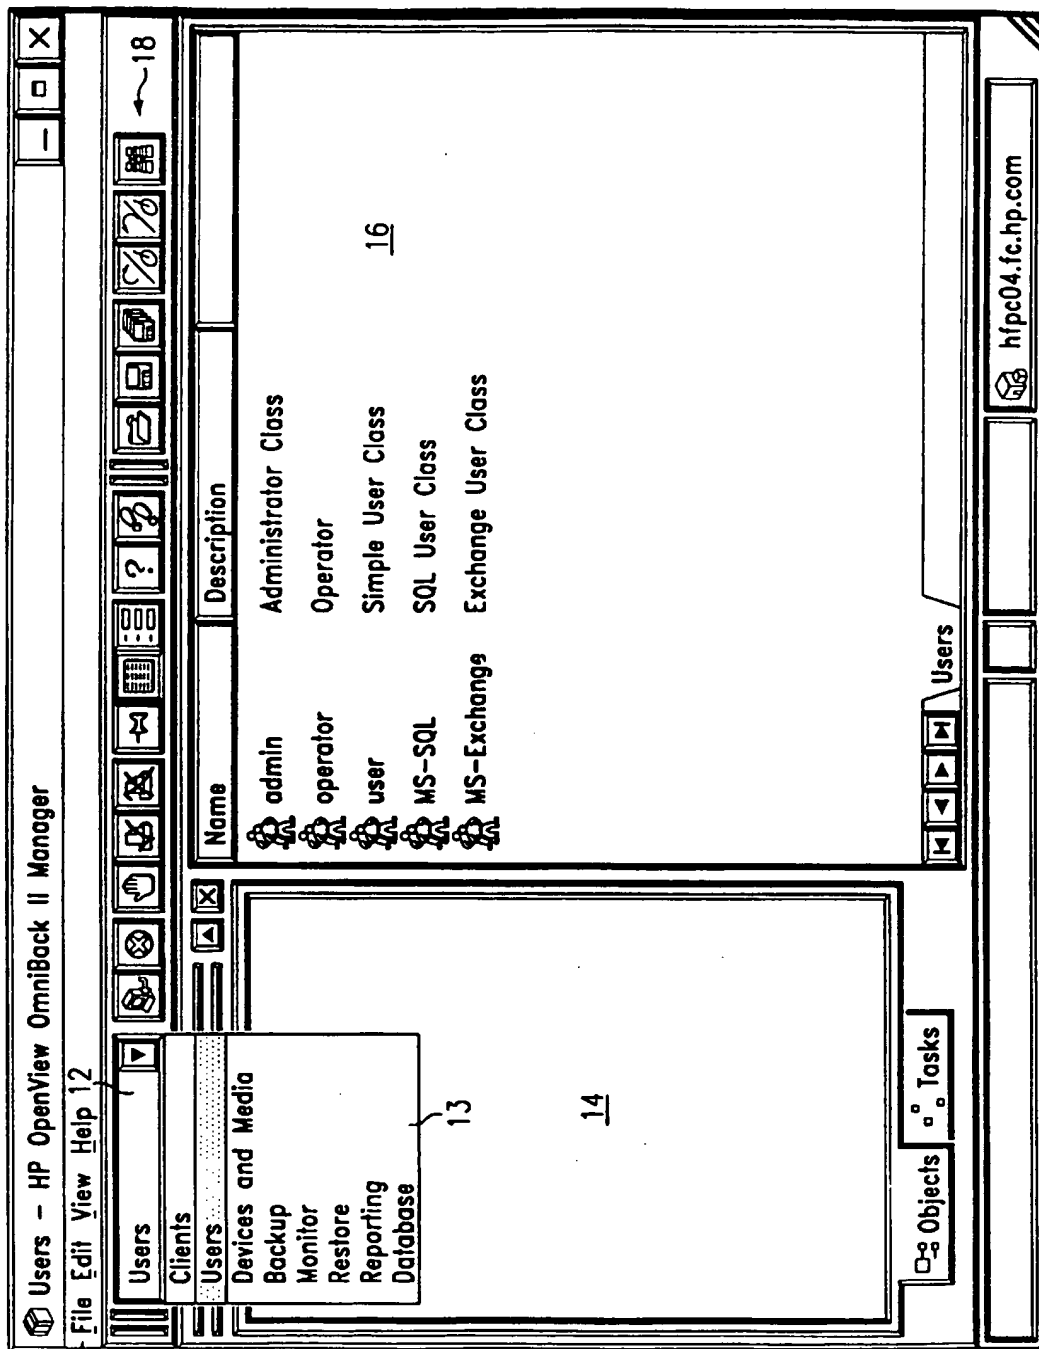 Users – HP OpenView OmniBack II Manager
File Edit View Help 12
18
Users
Clients
Users
Devices and Media
Backup
Monitor
Restore
Reporting
Database
13
14
Objects
Tasks
Name Description
admin Administrator Class
operator Operator
user Simple User Class
MS-SQL SQL User Class
MS-Exchange Exchange User Class
16
Users
hfpc04.fc.hp.com